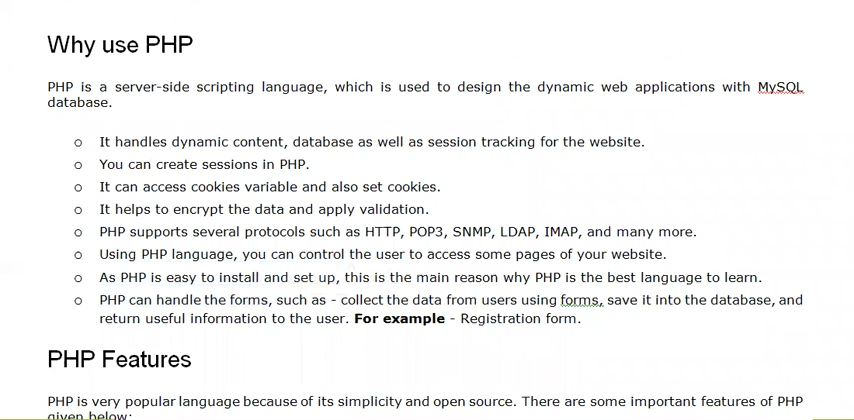 Why use PHP
PHP is a server-side scripting language, which is used to design the dynamic web applications with MySQL
database.
o It handles dynamic content, database as well as session tracking for the website.
o You can create sessions in PHP.
o It can access cookies variable and also set cookies.
o It helps to encrypt the data and apply validation.
o PHP supports several protocols such as HTTP, POP3, SNMP, LDAP, IMAP, and many more.
o Using PHP language, you can control the user to access some pages of your website.
o As PHP is easy to install and set up, this is the main reason why PHP is the best language to learn.
o PHP can handle the forms, such as - collect the data from users using forms, save it into the database, and
return useful information to the user. For example - Registration form.
PHP Features
PHP is very popular language because of its simplicity and open source. There are some important features of PHP
given below: